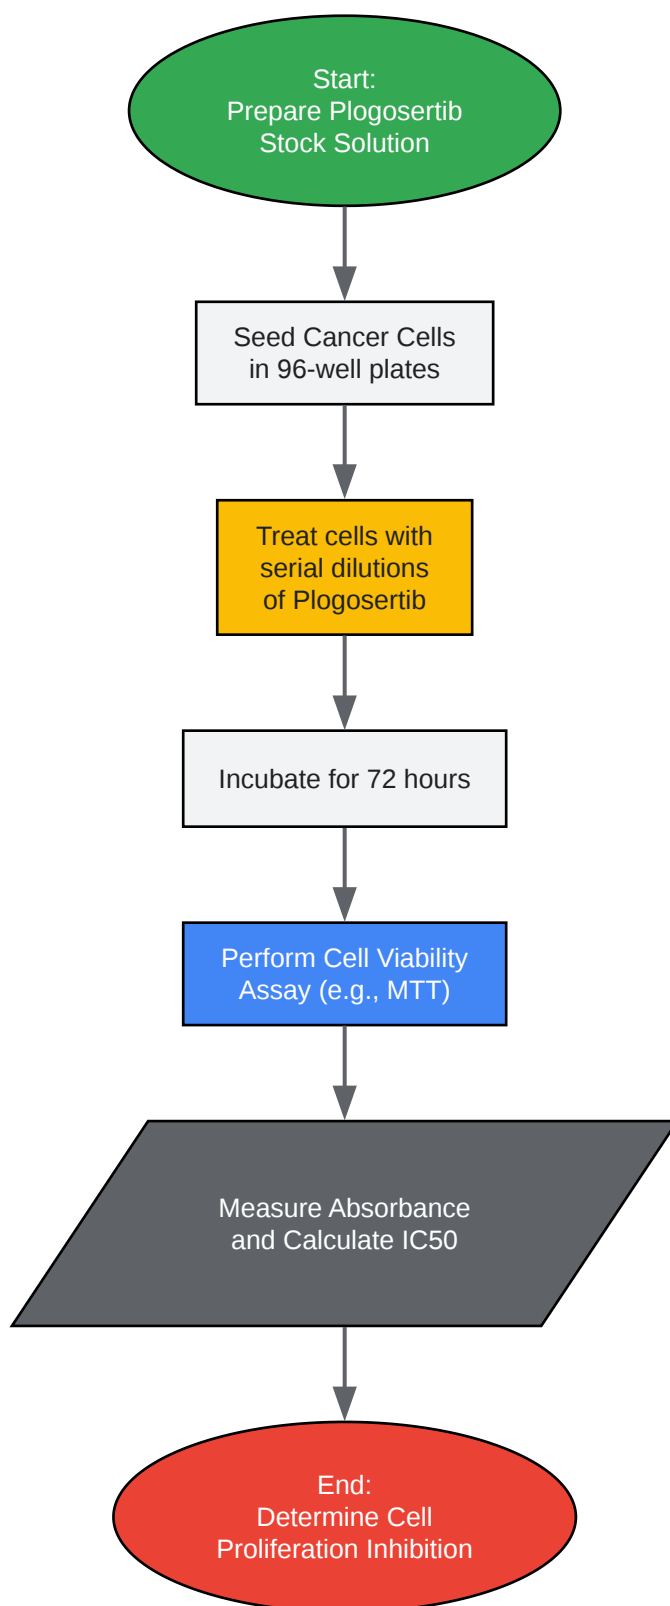 Start:
Prepare Plogosertib
Stock Solution
Seed Cancer Cells
in 96-well plates
Treat cells with
serial dilutions
of Plogosertib
Incubate for 72 hours
Perform Cell Viability
Assay (e.g., MTT)
Measure Absorbance
and Calculate IC50
End:
Determine Cell
Proliferation Inhibition